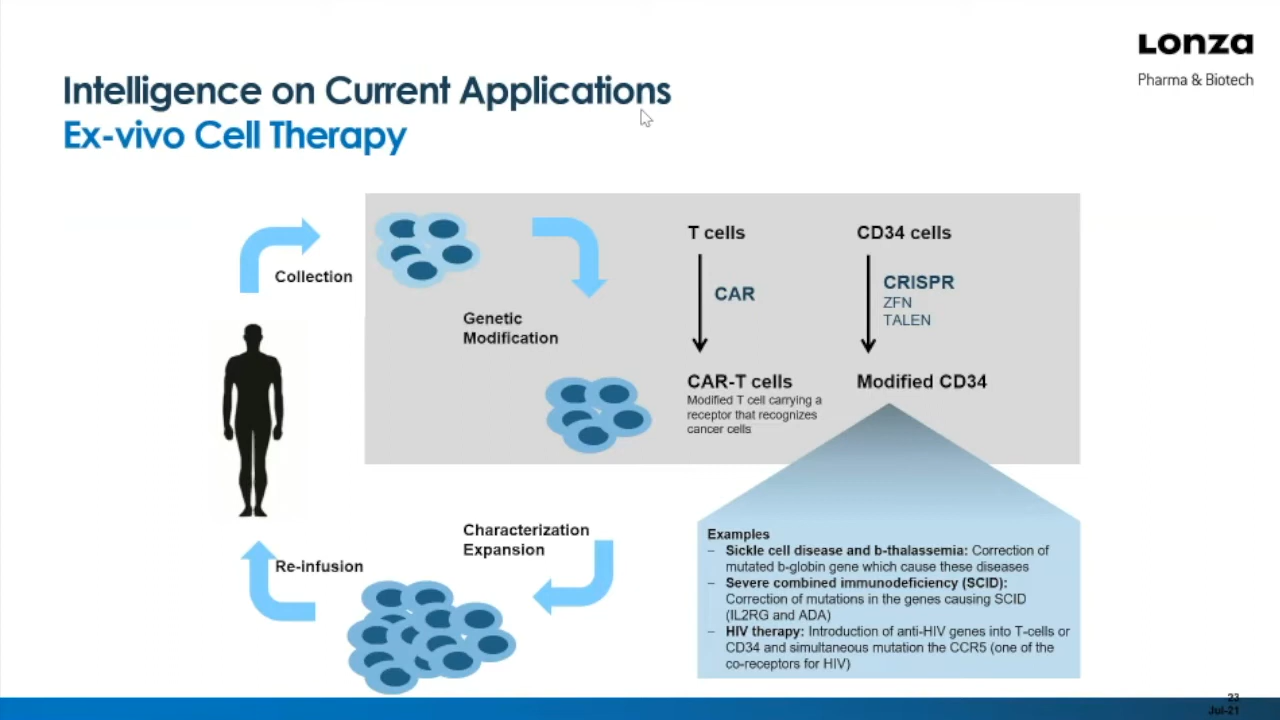 Lonza
Pharma & Biotech
Intelligence on Current Applications
Ex-vivo Cell Therapy
Collection
Genetic
Modification
T cells
CAR
CAR-T cells
Modified T cell carrying a
receptor that recognizes
cancer cells
CD34 cells
CRISPR
ZFN
TALEN
Modified CD34
Characterization
Expansion
Re-infusion
Examples
– Sickle cell disease and b-thalassemia: Correction of
mutated b-globin gene which cause these diseases
– Severe combined immunodeficiency (SCID):
Correction of mutations in the genes causing SCID
(IL2RG and ADA)
– HIV therapy: Introduction of anti-HIV genes into T-cells or
CD34 and simultaneous mutation the CCR5 (one of the
co-receptors for HIV)
23
Jul-21